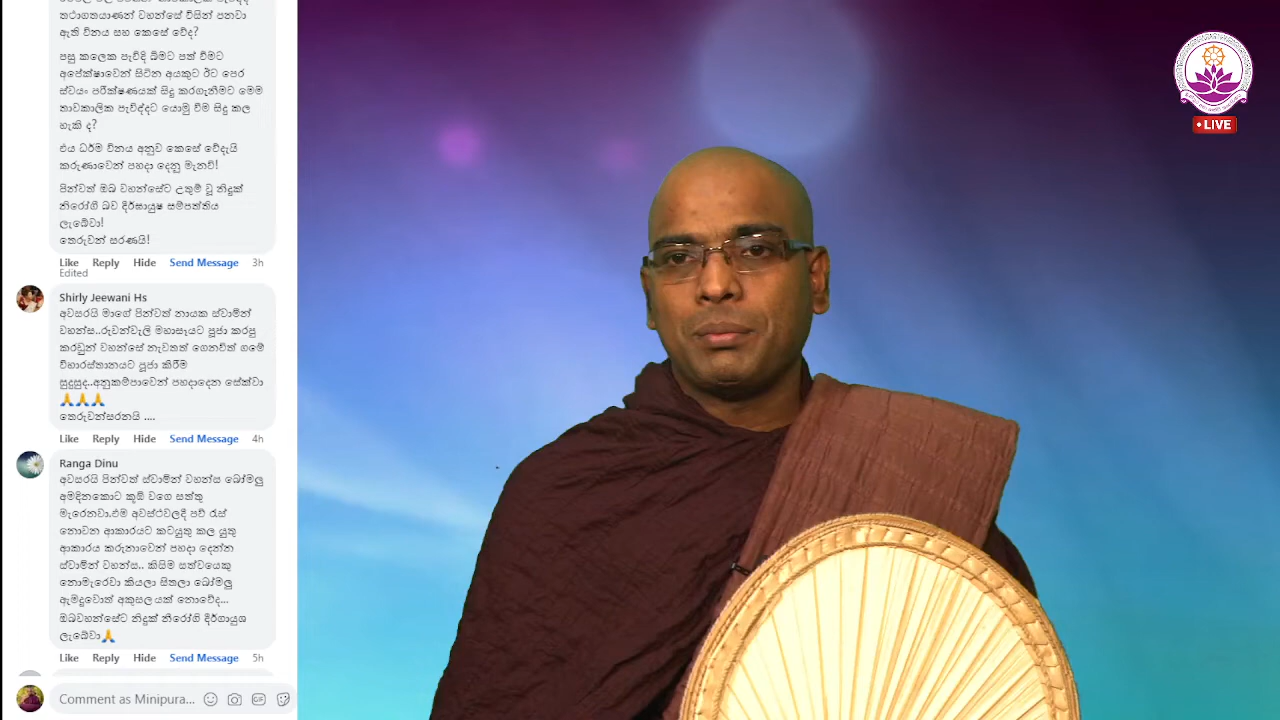 තථාගතයාණන් වහන්සේ විසින් පනවා
ඇති විනය සහ කෙසේ වේද?
පසු කලෙක පැවිදි බිමට පත් වීමට
අපේක්ෂාවෙන් සිටින අයකුට ඊට පෙර
ස්වයං පරීක්ෂණයක් සිදු කරගැනීමට මෙම
තාවකාලික පැවිද්දට යොමු වීම සිදු කල
හැකි ද?
එය ධර්ම විනය අනුව කෙසේ වේදැයි
කරුණාවෙන් පහදා දෙනු මැනවි!
පින්වත් ඔබ වහන්සේට උතුම් වූ නිදුක්
නිරෝගි බව දීර්ඝායුෂ සම්පත්තිය
ලැබේවා!
තෙරුවන් සරණයි!
Like Reply Hide Send Message 3h
Edited
Shirly Jeewani Hs
අවසරයි මාගේ පින්වත් නායක ස්වාමින්
වහන්ස..රුවන්වැලි මහාසෑයට පූජා කරපු
කරඩුන් වහන්සේ නැවතත් ගෙනවිත් ගමේ
විහාරස්තානයට පූජා කිරීම
සුදුසුද..අනුකම්පාවෙන් පහදාදෙන සේක්වා
🙏🙏🙏
තෙරුවන්සරනයි ....
Like Reply Hide Send Message 4h
Ranga Dinu
අවසරයි පින්වත් ස්වාමින් වහන්ස බෝමලු
අමදිනකොට කූඹි වගෙ සත්තු
මැරෙනවා.එම අවස්ථවලදී පව් රැස්
නොවන ආකාරයට කටයුතු කල යුතු
ආකාරය කරුනාවෙන් පහදා දෙන්න
ස්වාමින් වහන්ස.. කිසිම සත්වයෙකු
නොමැරෙවා කියලා සිතලා බෝමලු
ඇමදුවොත් අකුසල යක් නොවේද...
ඔබවහන්සේට නිදුක් නීරෝගි දීර්ගායුශ
ලැබේවා🙏
Like Reply Hide Send Message 5h
Comment as Minipura...
GIF
• LIVE